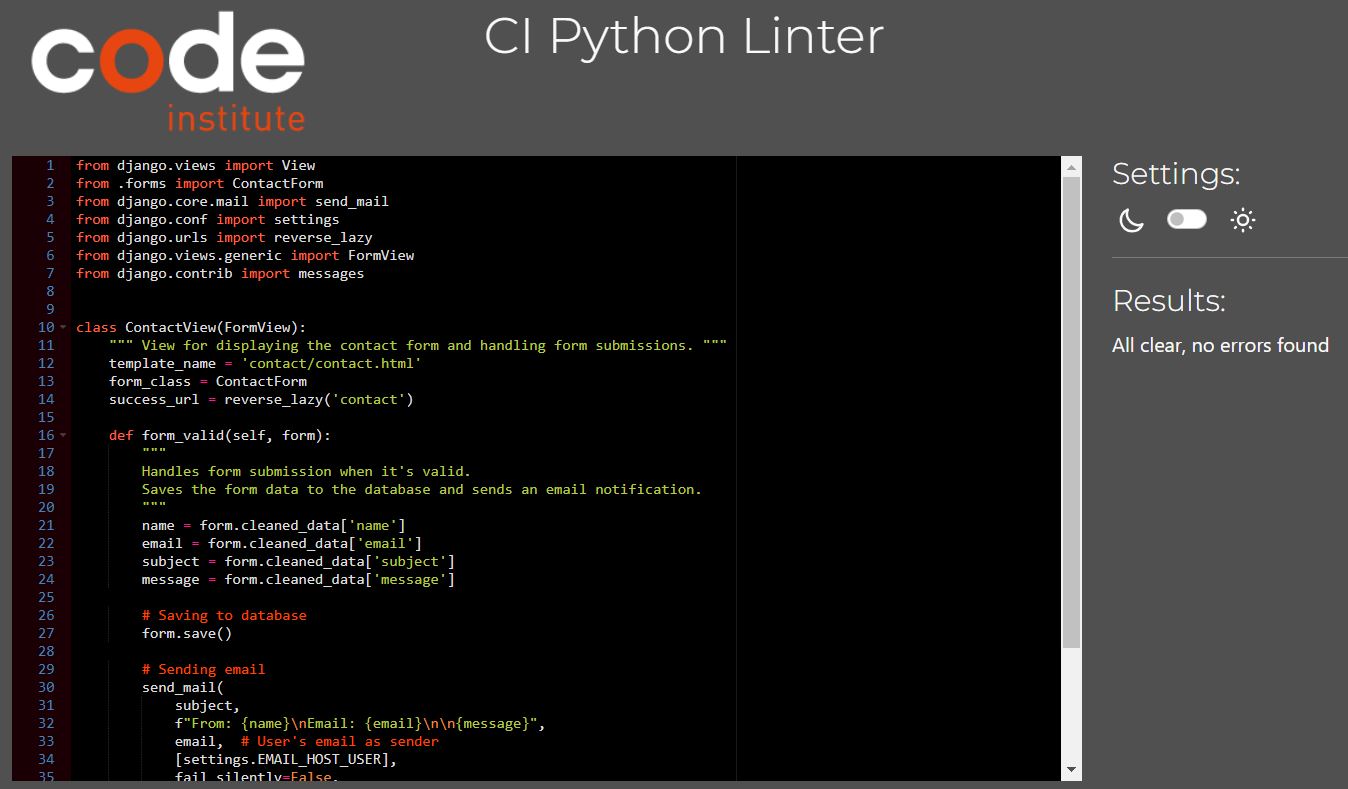 code
institute
CI Python Linter
1 from django.views import View
2 from .forms import ContactForm
3 from django.core.mail import send_mail
4 from django.conf import settings
5 from django.urls import reverse_lazy
6 from django.views.generic import FormView
7 from django.contrib import messages
8
9
10 class ContactView(FormView):
11     """ View for displaying the contact form and handling form submissions. """
12     template_name = 'contact/contact.html'
13     form_class = ContactForm
14     success_url = reverse_lazy('contact')
15
16     def form_valid(self, form):
17         """
18         Handles form submission when it's valid.
19         Saves the form data to the database and sends an email notification.
20         """
21         name = form.cleaned_data['name']
22         email = form.cleaned_data['email']
23         subject = form.cleaned_data['subject']
24         message = form.cleaned_data['message']
25
26         # Saving to database
27         form.save()
28
29         # Sending email
30         send_mail(
31             subject,
32             f"From: {name}\nEmail: {email}\n\n{message}",
33             email,  # User's email as sender
34             [settings.EMAIL_HOST_USER],
35             fail_silently=False,
Settings:
Results:
All clear, no errors found